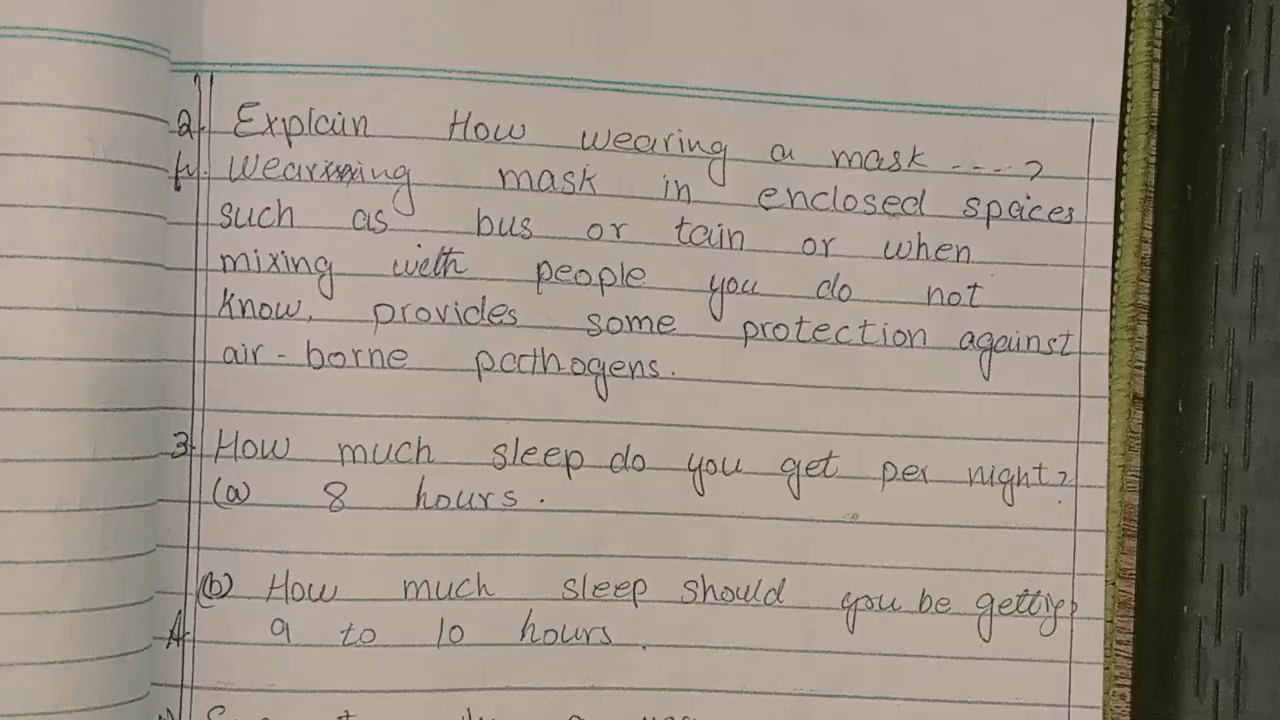 2. Explain How wearing a mask ----?
A. Wearing mask in enclosed spaces
such as bus or tain or when
mixing with people you do not
know, provides some protection against
air-borne pathogens.
3. How much sleep do you get per night?
(a) 8 hours.
(b) How much sleep should you be getting?
A. 9 to 10 hours.